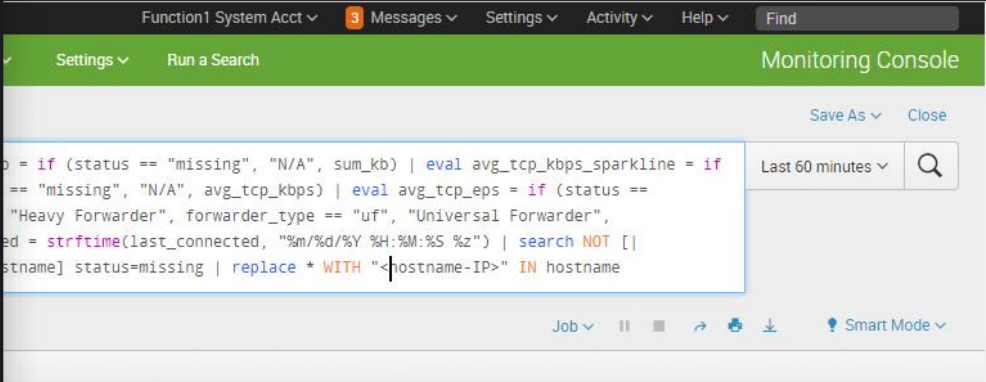 Function1 System Acct 3 Messages Settings Activity Help Find
Settings Run a Search Monitoring Console
Save As Close
= if (status == "missing", "N/A", sum_kb) | eval avg_tcp_kbps_sparkline = if
== "missing", "N/A", avg_tcp_kbps) | eval avg_tcp_eps = if (status ==
"Heavy Forwarder", forwarder_type == "uf", "Universal Forwarder",
ed = strftime(last_connected, "%m/%d/%Y %H:%M:%S %z") | search NOT [|
stname] status=missing | replace * WITH "<hostname-IP>" IN hostname
Last 60 minutes
Job Smart Mode